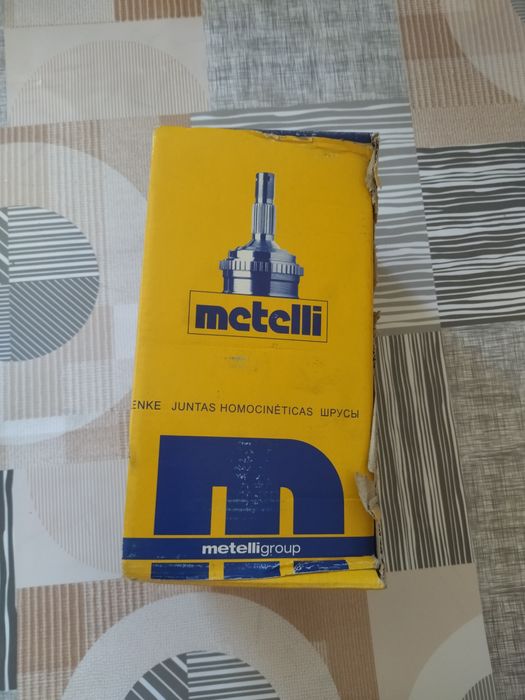 metelli
ENKE JUNTAS HOMOCINÉTICAS ШРУСЫ
m
metelligroup